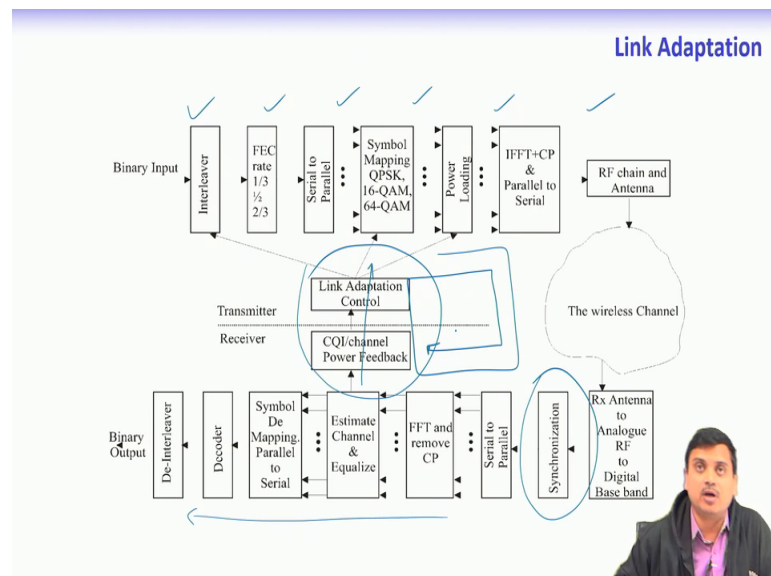 Link Adaptation
Binary Input
Interleaver
FEC
rate
1/3
½
2/3
Serial to
Parallel
Symbol
Mapping
QPSK,
16-QAM,
64-QAM
Power
Loading
IFFT+CP
&
Parallel to
Serial
RF chain and
Antenna
Link Adaptation
Control
Transmitter
Receiver
CQI/channel
Power Feedback
The wireless Channel
Binary
Output
De-Interleaver
Decoder
Symbol
De
Mapping.
Parallel
to
Serial
Estimate
Channel
&
Equalize
FFT and
remove
CP
Serial to
Parallel
Synchronization
Rx Antenna
to
Analogue
RF
to
Digital
Base band